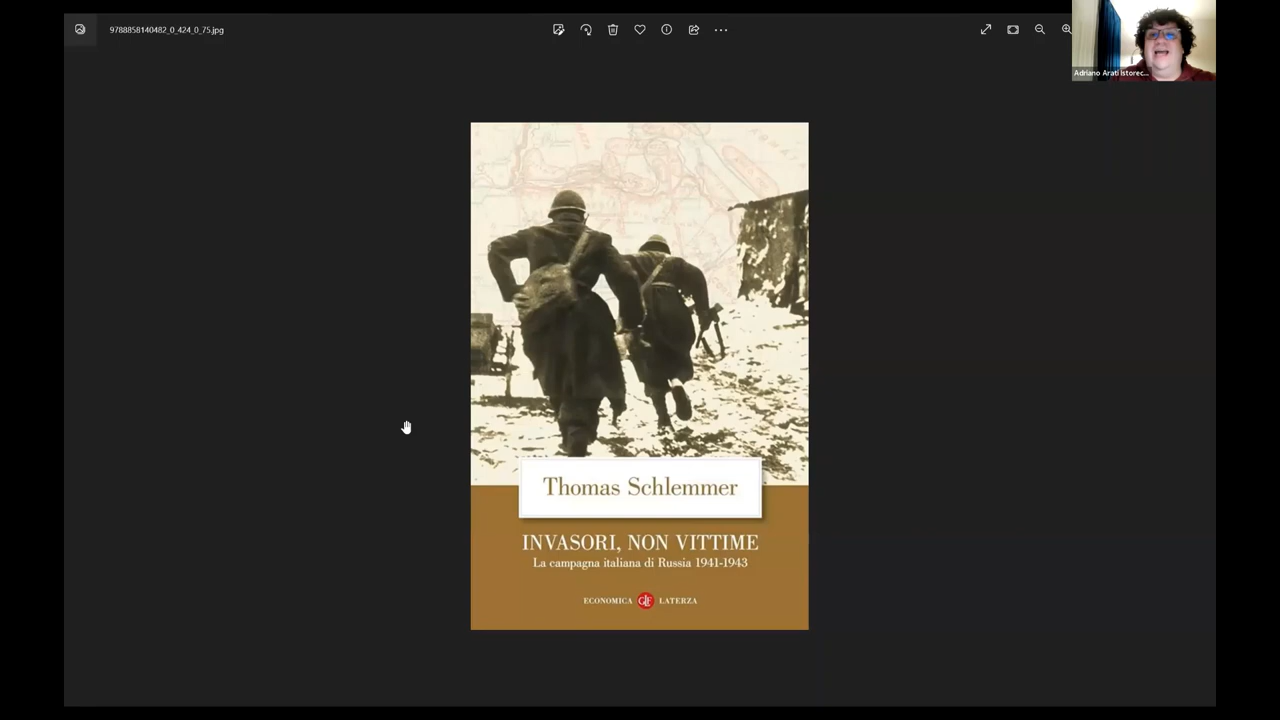 9788858140482_0_424_0_75.jpg
Adriano Arati istorec...
Thomas Schlemmer
INVASORI, NON VITTIME
La campagna italiana di Russia 1941-1943
ECONOMICA GLF LATERZA